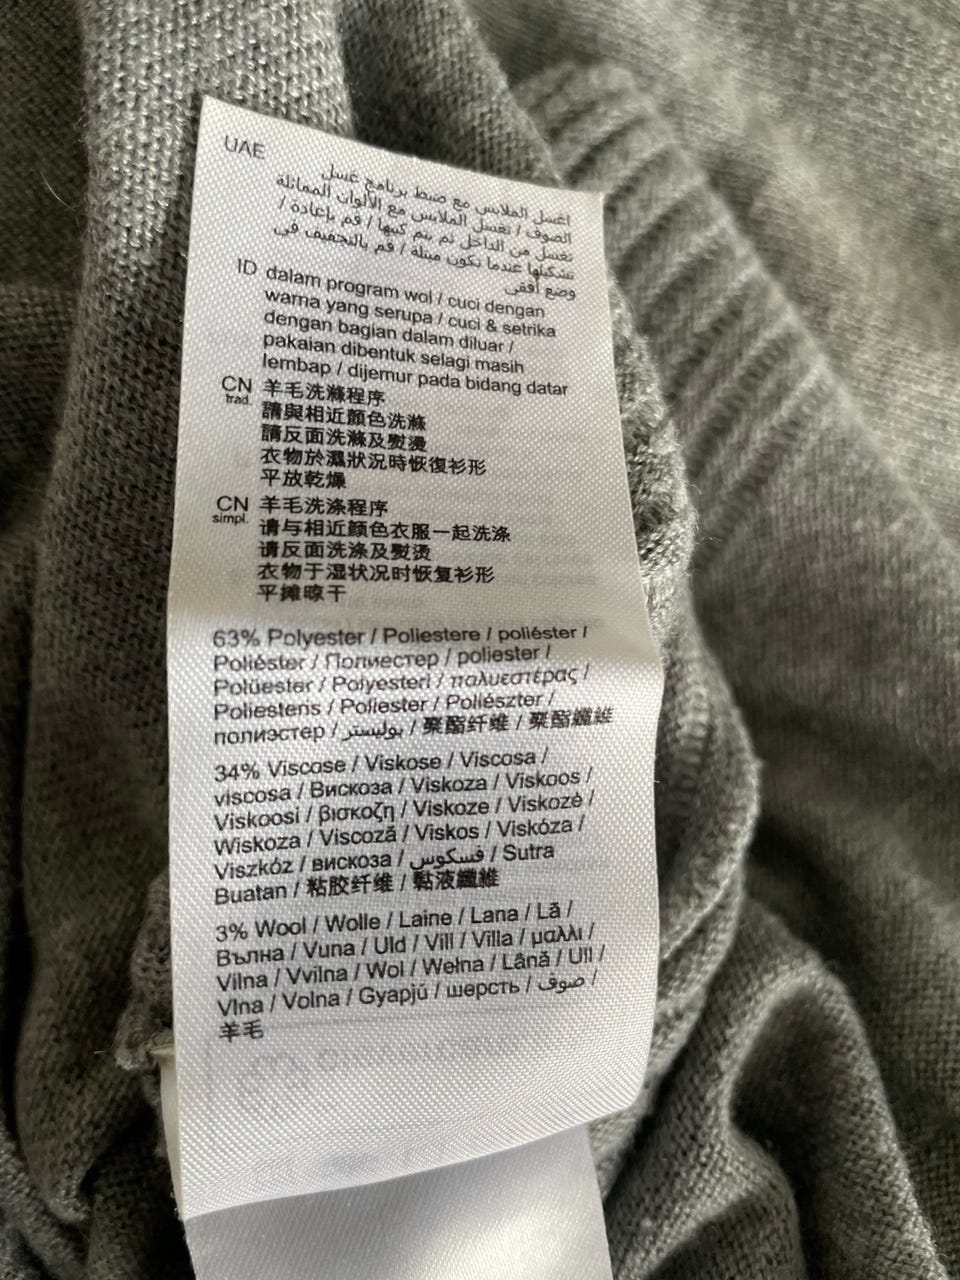 UAE
اغسل الملابس مع ضبط برنامج غسل
الصوف / تغسل الملابس مع الألوان المماثلة
تغسل من الداخل ثم يتم كيها / قم بإعادة /
تشكيلها عندما تكون مبتلة / قم بالتجفيف في
وضع أفقي
ID dalam program wol / cuci dengan
warna yang serupa / cuci & setrika
dengan bagian dalam diluar /
pakaian dibentuk selagi masih
lembap / dijemur pada bidang datar
CN trad. 羊毛洗滌程序
請與相近顏色洗滌
請反面洗滌及熨燙
衣物於濕狀況時恢復衫形
平放乾燥
CN simpl. 羊毛洗涤程序
请与相近颜色衣服一起洗涤
请反面洗涤及熨烫
衣物于湿状况时恢复衫形
平摊晾干
63% Polyester / Poliestere / poliéster /
Poliéster / Полиестер / poliester /
Polüester / Polyesteri / πολυεστέρας /
Poliestens / Poliester / Poliészter /
полиэстер / بوليستر / 聚酯纤维 / 聚酯纖維
34% Viscose / Viskose / Viscosa /
viscosa / Вискоза / Viskoza / Viskoos /
Viskoosi / βισκοζη / Viskoze / Viskozė /
Wiskoza / Viscoză / Viskos / Viskóza /
Viszkóz / вискоза / فسكوس / Sutra
Buatan / 粘胶纤维 / 黏液纖維
3% Wool / Wolle / Laine / Lana / Lã /
Вълна / Vuna / Uld / Vill / Villa / μαλλι /
Vilna / Vvilna / Wol / Wełna / Lână / Ull /
Vlna / Volna / Gyapjú / шерсть / صوف /
羊毛